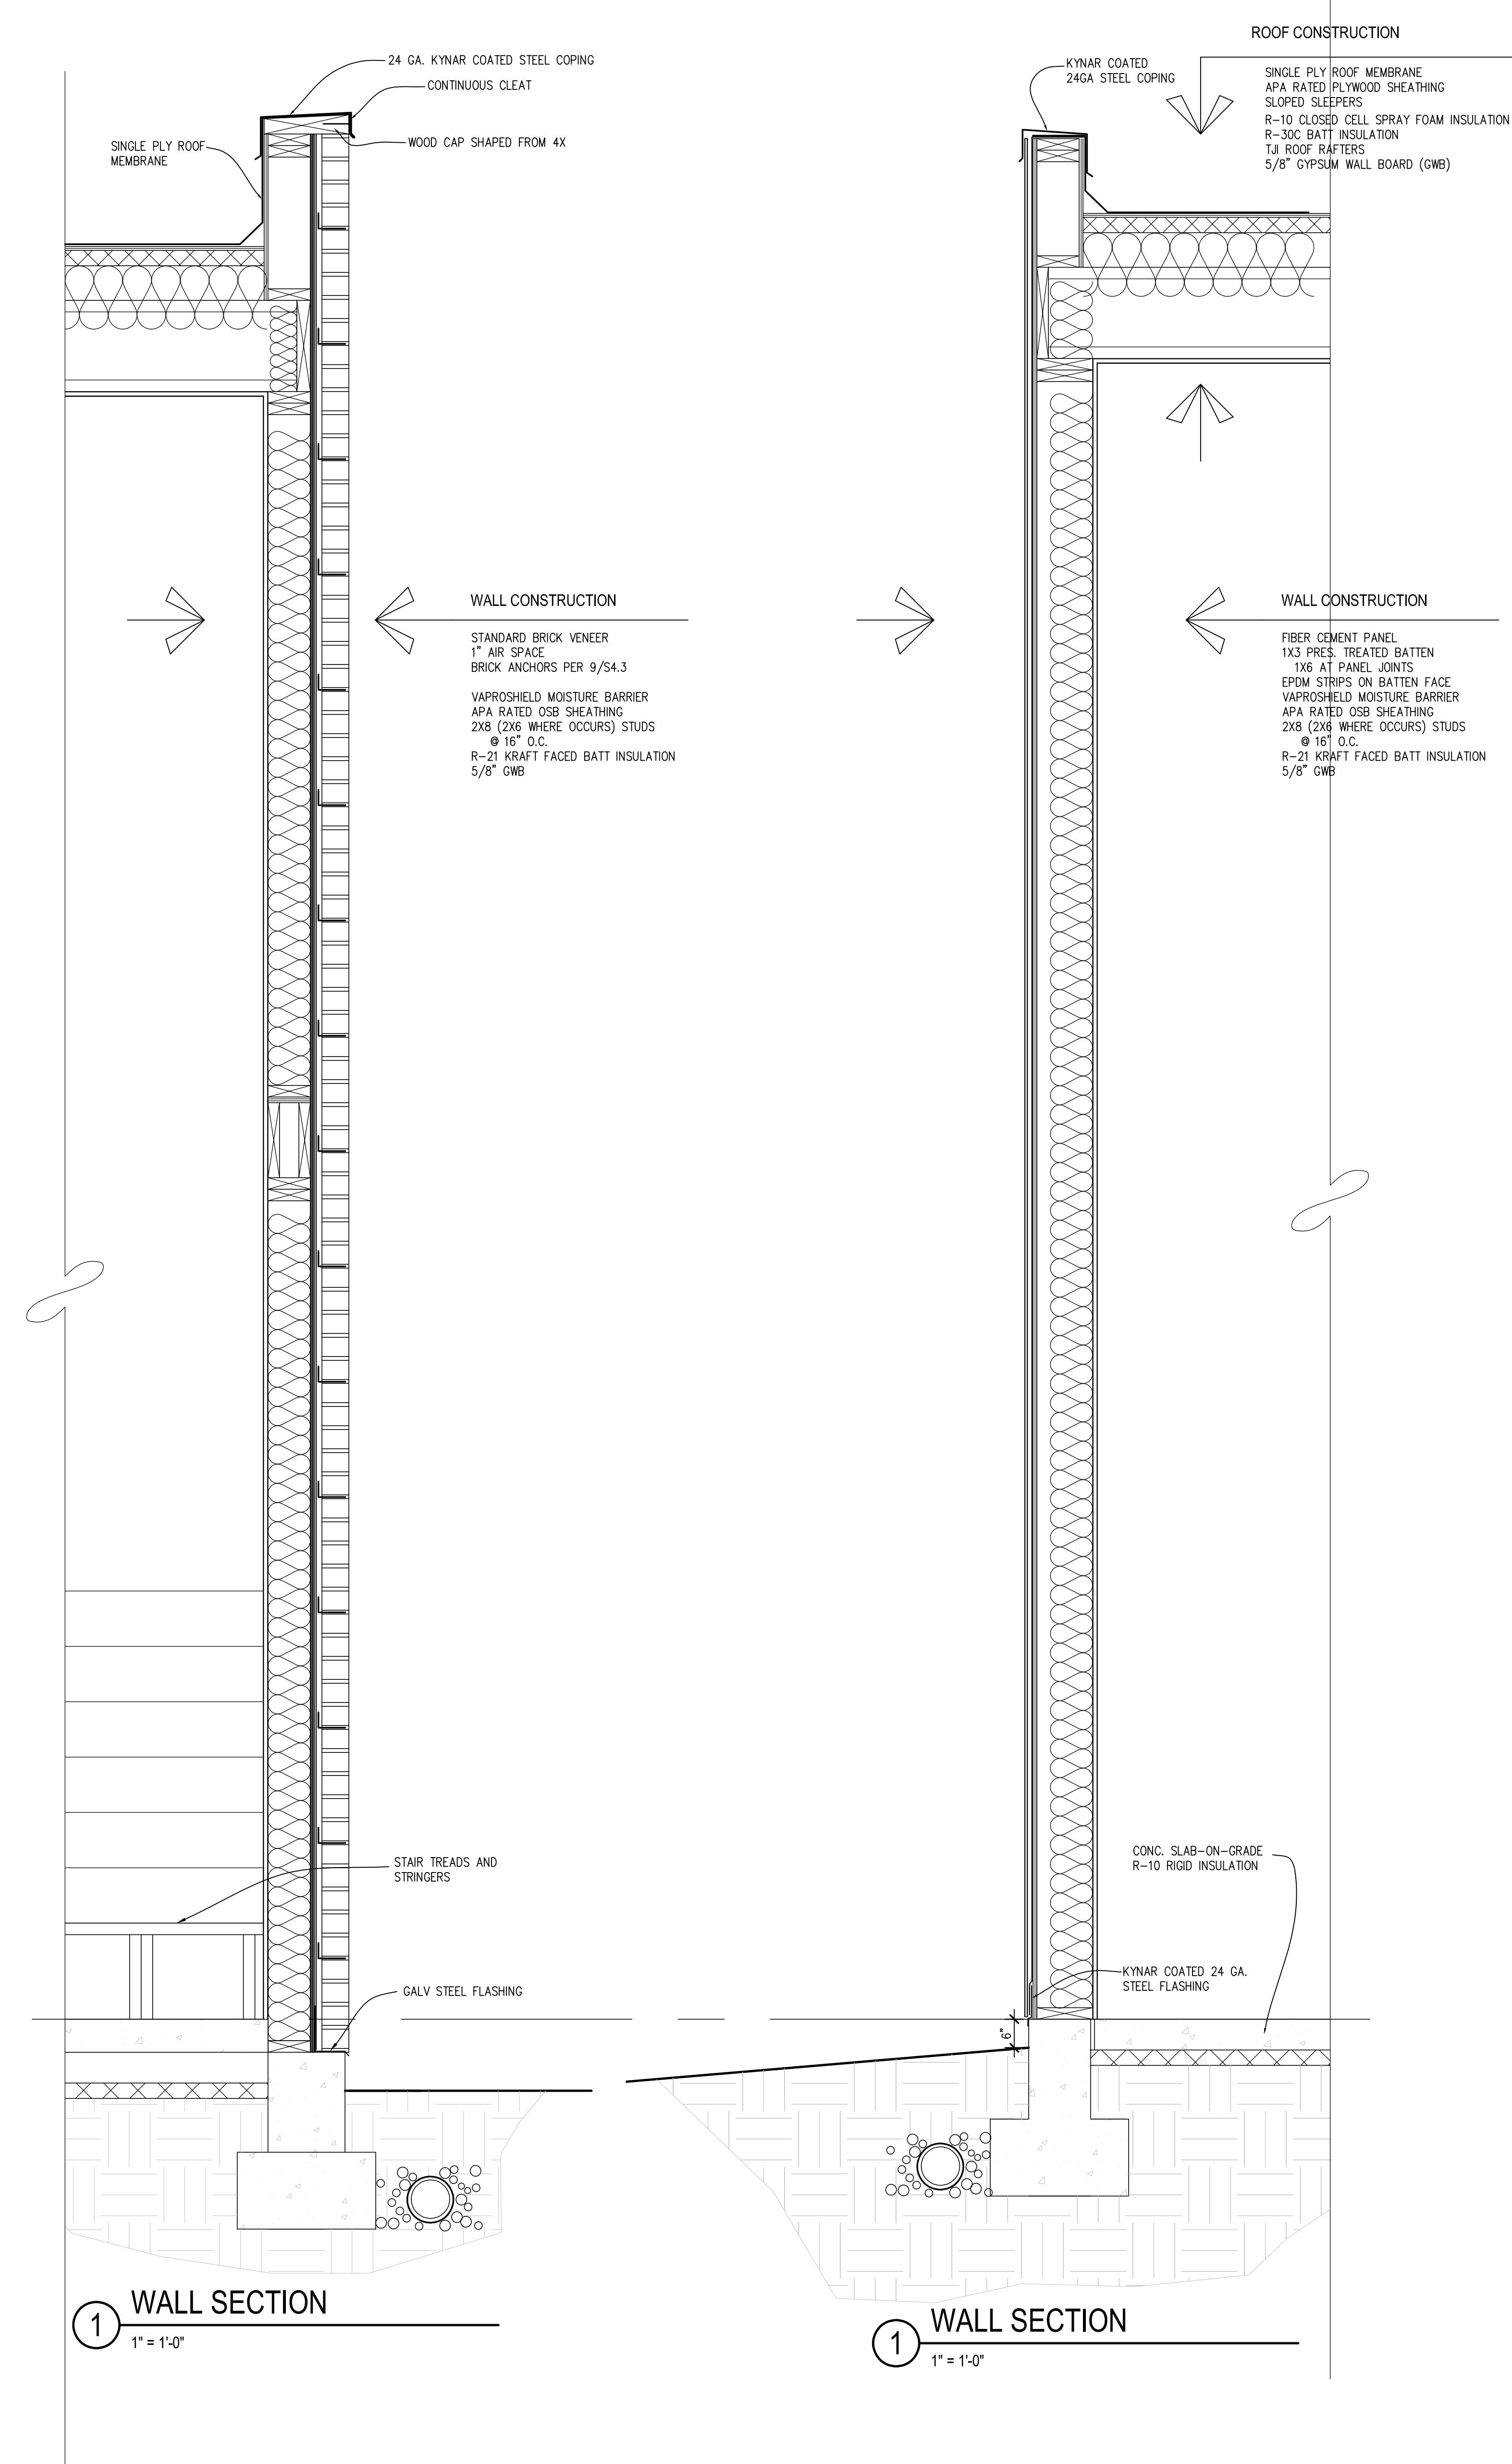 24 GA. KYNAR COATED STEEL COPING
CONTINUOUS CLEAT
WOOD CAP SHAPED FROM 4X
SINGLE PLY ROOF
MEMBRANE
WALL CONSTRUCTION
STANDARD BRICK VENEER
1" AIR SPACE
BRICK ANCHORS PER 9/S4.3
VAPROSHIELD MOISTURE BARRIER
APA RATED OSB SHEATHING
2X8 (2X6 WHERE OCCURS) STUDS
@ 16" O.C.
R-21 KRAFT FACED BATT INSULATION
5/8" GWB
STAIR TREADS AND
STRINGERS
GALV STEEL FLASHING
1
WALL SECTION
1" = 1'-0"
ROOF CONSTRUCTION
SINGLE PLY ROOF MEMBRANE
APA RATED PLYWOOD SHEATHING
SLOPED SLEEPERS
R-10 CLOSED CELL SPRAY FOAM INSULATION
R-30C BATT INSULATION
TJI ROOF RAFTERS
5/8" GYPSUM WALL BOARD (GWB)
KYNAR COATED
24GA STEEL COPING
WALL CONSTRUCTION
FIBER CEMENT PANEL
1X3 PRES. TREATED BATTEN
1X6 AT PANEL JOINTS
EPDM STRIPS ON BATTEN FACE
VAPROSHIELD MOISTURE BARRIER
APA RATED OSB SHEATHING
2X8 (2X6 WHERE OCCURS) STUDS
@ 16" O.C.
R-21 KRAFT FACED BATT INSULATION
5/8" GWB
CONC. SLAB-ON-GRADE
R-10 RIGID INSULATION
KYNAR COATED 24 GA.
STEEL FLASHING
6"
1
WALL SECTION
1" = 1'-0"